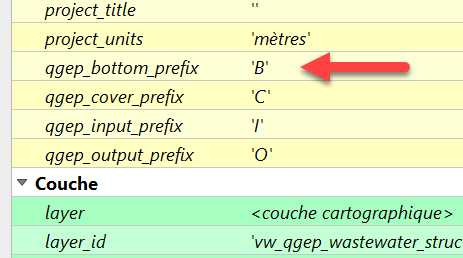 project_title ''
project_units 'mètres'
qgep_bottom_prefix 'B'
qgep_cover_prefix 'C'
qgep_input_prefix 'I'
qgep_output_prefix 'O'
Couche
layer <couche cartographique>
layer_id 'vw_qgep_wastewater_struc